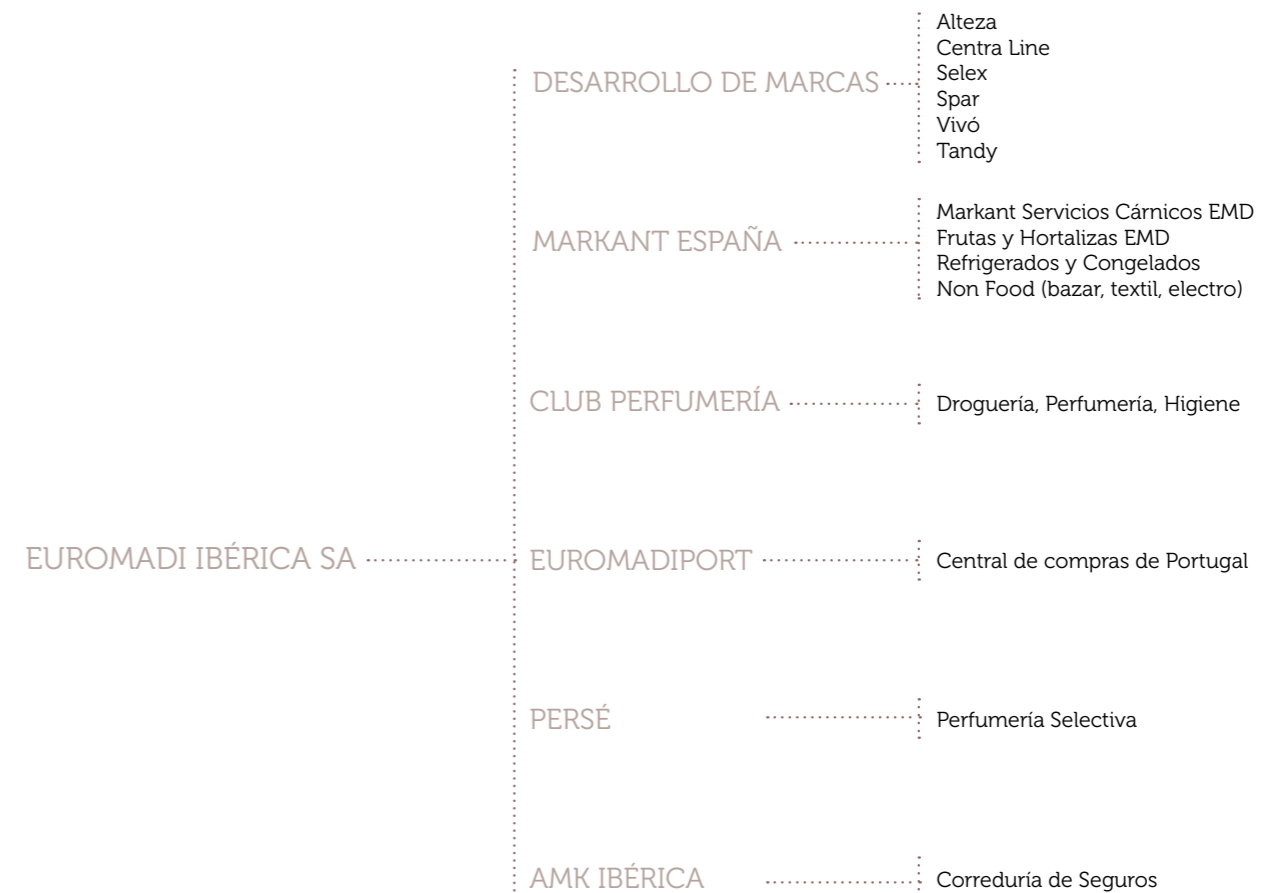 EUROMADI IBÉRICA SA
DESARROLLO DE MARCAS
Alteza
Centra Line
Selex
Spar
Vivó
Tandy
MARKANT ESPAÑA
Markant Servicios Cárnicos EMD
Frutas y Hortalizas EMD
Refrigerados y Congelados
Non Food (bazar, textil, electro)
CLUB PERFUMERÍA
Droguería, Perfumería, Higiene
EUROMADIPORT
Central de compras de Portugal
PERSÉ
Perfumería Selectiva
AMK IBÉRICA
Correduría de Seguros